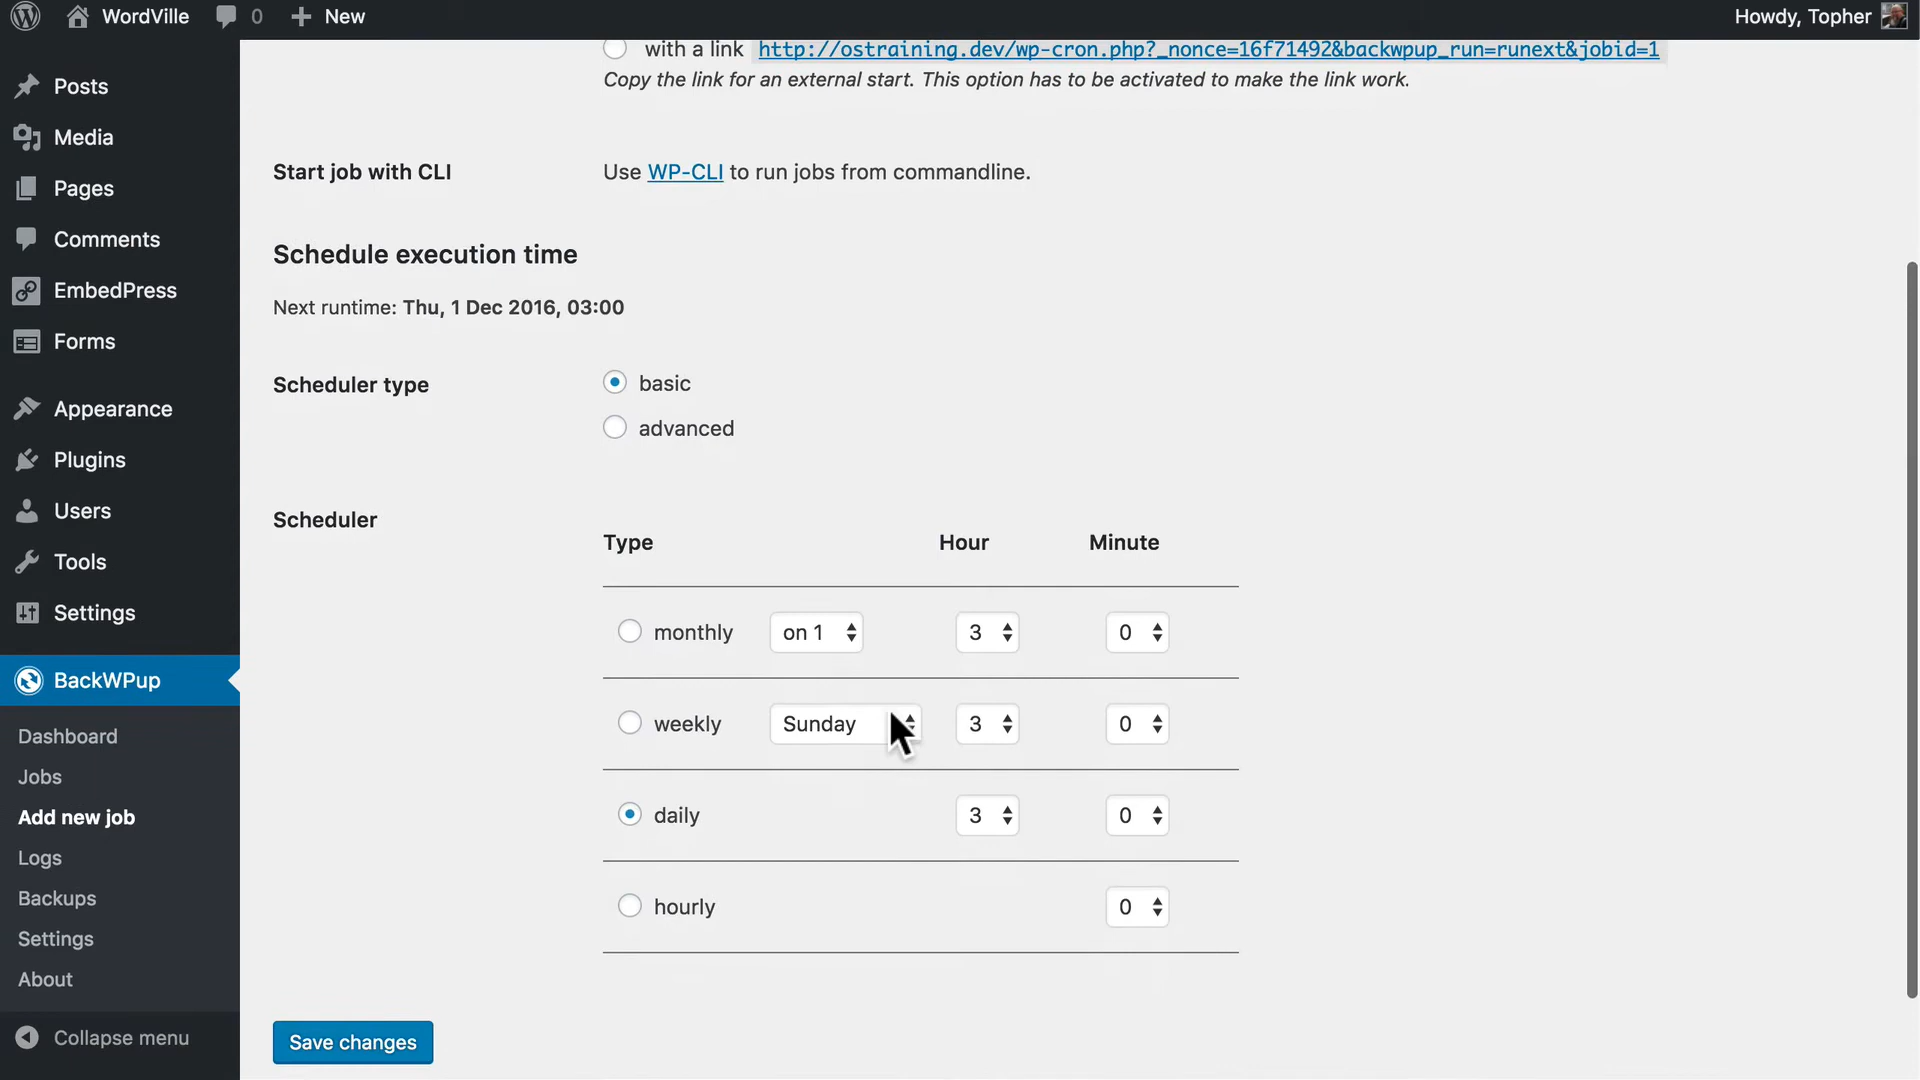 WordVille 0 New Howdy, Topher
Posts
Media
Pages
Comments
EmbedPress
Forms
Appearance
Plugins
Users
Tools
Settings
BackWPup
Dashboard
Jobs
Add new job
Logs
Backups
Settings
About
Collapse menu
with a link http://ostraining.dev/wp-cron.php?_nonce=16f71492&backwpup_run=runext&jobid=1
Copy the link for an external start. This option has to be activated to make the link work.
Start job with CLI Use WP-CLI to run jobs from commandline.
Schedule execution time
Next runtime: Thu, 1 Dec 2016, 03:00
Scheduler type basic
advanced
Scheduler
Type Hour Minute
monthly on 1 3 0
weekly Sunday 3 0
daily 3 0
hourly 0
Save changes